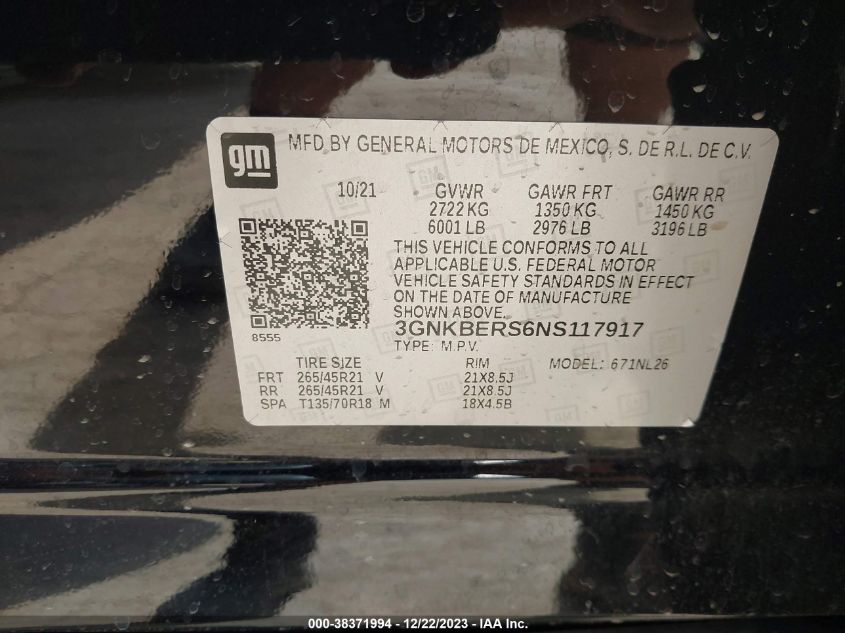 gm MFD BY GENERAL MOTORS DE MEXICO, S. DE R.L. DE C.V.
10/21 GVWR GAWR FRT GAWR RR
2722 KG 1350 KG 1450 KG
6001 LB 2976 LB 3196 LB
THIS VEHICLE CONFORMS TO ALL
APPLICABLE U.S. FEDERAL MOTOR
VEHICLE SAFETY STANDARDS IN EFFECT
ON THE DATE OF MANUFACTURE
SHOWN ABOVE.
8555 3GNKBERS6NS117917
TYPE: M.P.V. MODEL: 671NL26
TIRE SIZE RIM
FRT 265/45R21 V 21X8.5J
RR 265/45R21 V 21X8.5J
SPA T135/70R18 M 18X4.5B
000-38371994 - 12/22/2023 - IAA Inc.